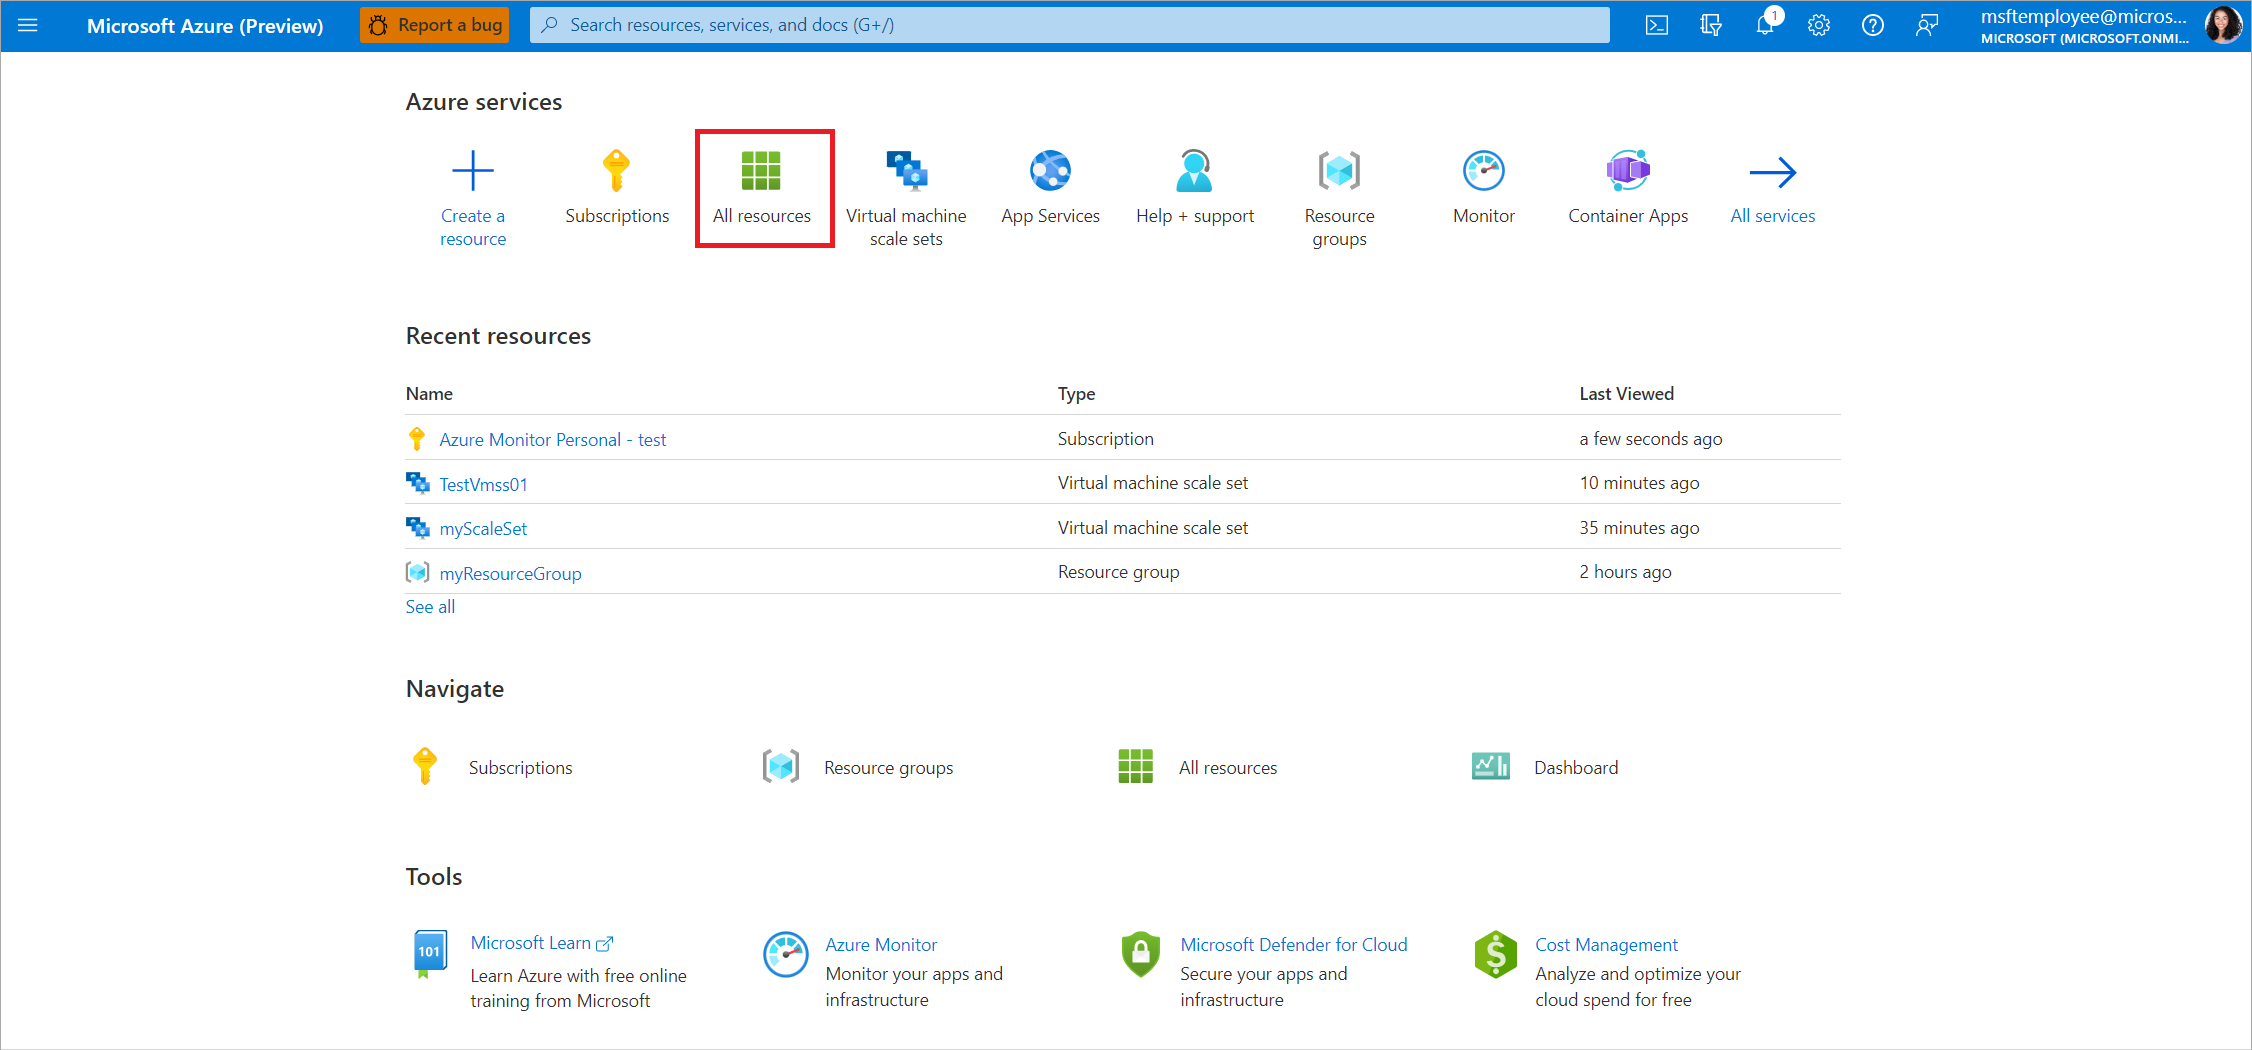 Microsoft Azure (Preview)
Report a bug
Search resources, services, and docs (G+/)
1
msftemployee@micros...
MICROSOFT (MICROSOFT.ONMI...
Azure services
Create a
resource
Subscriptions
All resources
Virtual machine
scale sets
App Services
Help + support
Resource
groups
Monitor
Container Apps
All services
Recent resources
Name Type Last Viewed
Azure Monitor Personal - test Subscription a few seconds ago
TestVmss01 Virtual machine scale set 10 minutes ago
myScaleSet Virtual machine scale set 35 minutes ago
myResourceGroup Resource group 2 hours ago
See all
Navigate
Subscriptions
Resource groups
All resources
Dashboard
Tools
101
Microsoft Learn
Learn Azure with free online
training from Microsoft
Azure Monitor
Monitor your apps and
infrastructure
Microsoft Defender for Cloud
Secure your apps and
infrastructure
$
Cost Management
Analyze and optimize your
cloud spend for free